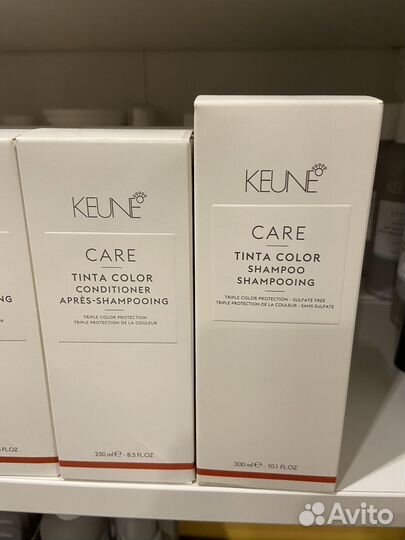 KEUNE
CARE
TINTA COLOR
CONDITIONER
APRÈS-SHAMPOOING
TRIPLE COLOR PROTECTION
TRIPLE PROTECTION DE LA COULEUR
250 ml e - 8.5 FL.OZ
KEUNE
CARE
TINTA COLOR
SHAMPOO
SHAMPOOING
TRIPLE COLOR PROTECTION - SULFATE FREE
TRIPLE PROTECTION DE LA COULEUR - SANS SULFATE
300 ml e - 10.1 FL.OZ
FL.OZ
Avito